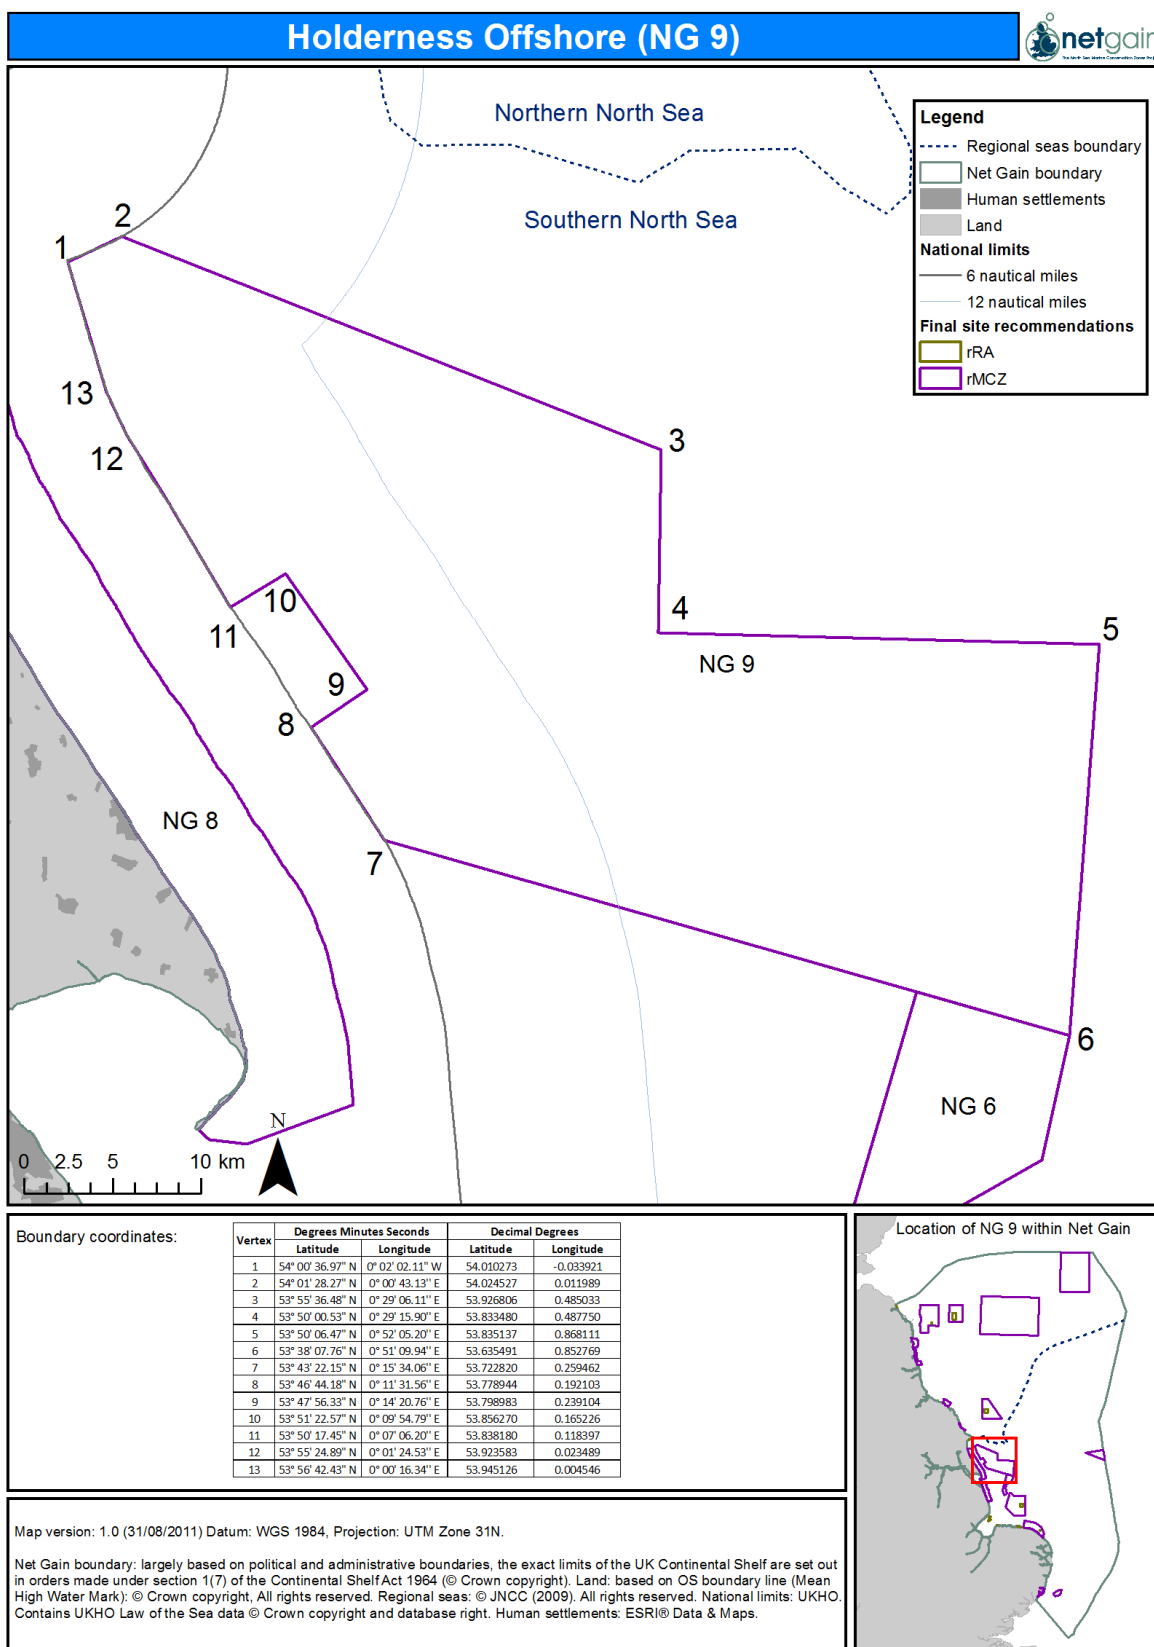 Holderness Offshore (NG 9)
netgain
Northern North Sea
Southern North Sea
Legend
Regional seas boundary
Net Gain boundary
Human settlements
Land
National limits
6 nautical miles
12 nautical miles
Final site recommendations
rRA
rMCZ
1
2
3
4
5
6
7
8
9
10
11
12
13
NG 9
NG 8
NG 6
N
0 2.5 5 10 km
Boundary coordinates:
Vertex Degrees Minutes Seconds Decimal Degrees
Latitude Longitude Latitude Longitude
1 54° 00' 36.97" N 0° 02' 02.11" W 54.010273 -0.033921
2 54° 01' 28.27" N 0° 00' 43.13" E 54.024527 0.011989
3 53° 55' 36.48" N 0° 29' 06.11" E 53.926806 0.485033
4 53° 50' 00.53" N 0° 29' 15.90" E 53.833480 0.487750
5 53° 50' 06.47" N 0° 52' 05.20" E 53.835137 0.868111
6 53° 38' 07.76" N 0° 51' 09.94" E 53.635491 0.852769
7 53° 43' 22.15" N 0° 15' 34.06" E 53.722820 0.259462
8 53° 46' 44.18" N 0° 11' 31.56" E 53.778944 0.192103
9 53° 47' 56.33" N 0° 14' 20.76" E 53.798983 0.239104
10 53° 51' 22.57" N 0° 09' 54.79" E 53.856270 0.165226
11 53° 50' 17.45" N 0° 07' 06.20" E 53.838180 0.118397
12 53° 55' 24.89" N 0° 01' 24.53" E 53.923583 0.023489
13 53° 56' 42.43" N 0° 00' 16.34" E 53.945126 0.004546
Location of NG 9 within Net Gain
Map version: 1.0 (31/08/2011) Datum: WGS 1984, Projection: UTM Zone 31N.
Net Gain boundary: largely based on political and administrative boundaries, the exact limits of the UK Continental Shelf are set out
in orders made under section 1(7) of the Continental Shelf Act 1964 (© Crown copyright). Land: based on OS boundary line (Mean
High Water Mark): © Crown copyright, All rights reserved. Regional seas: © JNCC (2009). All rights reserved. National limits: UKHO.
Contains UKHO Law of the Sea data © Crown copyright and database right. Human settlements: ESRI® Data & Maps.